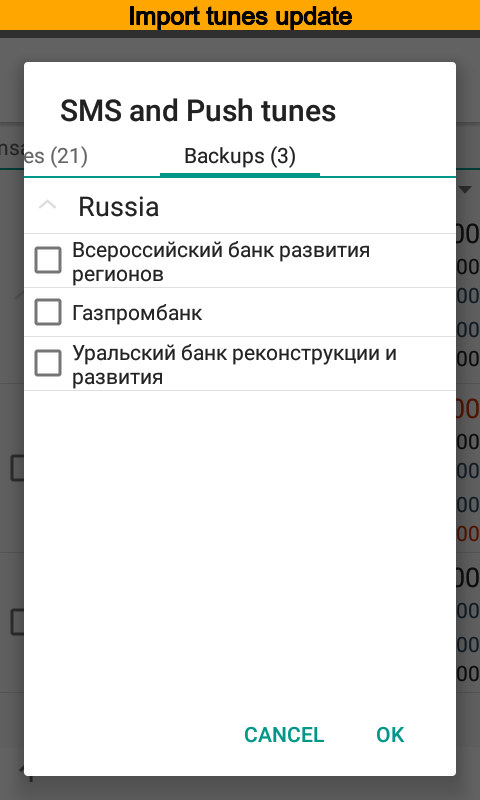 Import tunes update
SMS and Push tunes
es (21)
Backups (3)
Russia
Всероссийский банк развития
регионов
Газпромбанк
Уральский банк реконструкции и
развития
CANCEL
OK